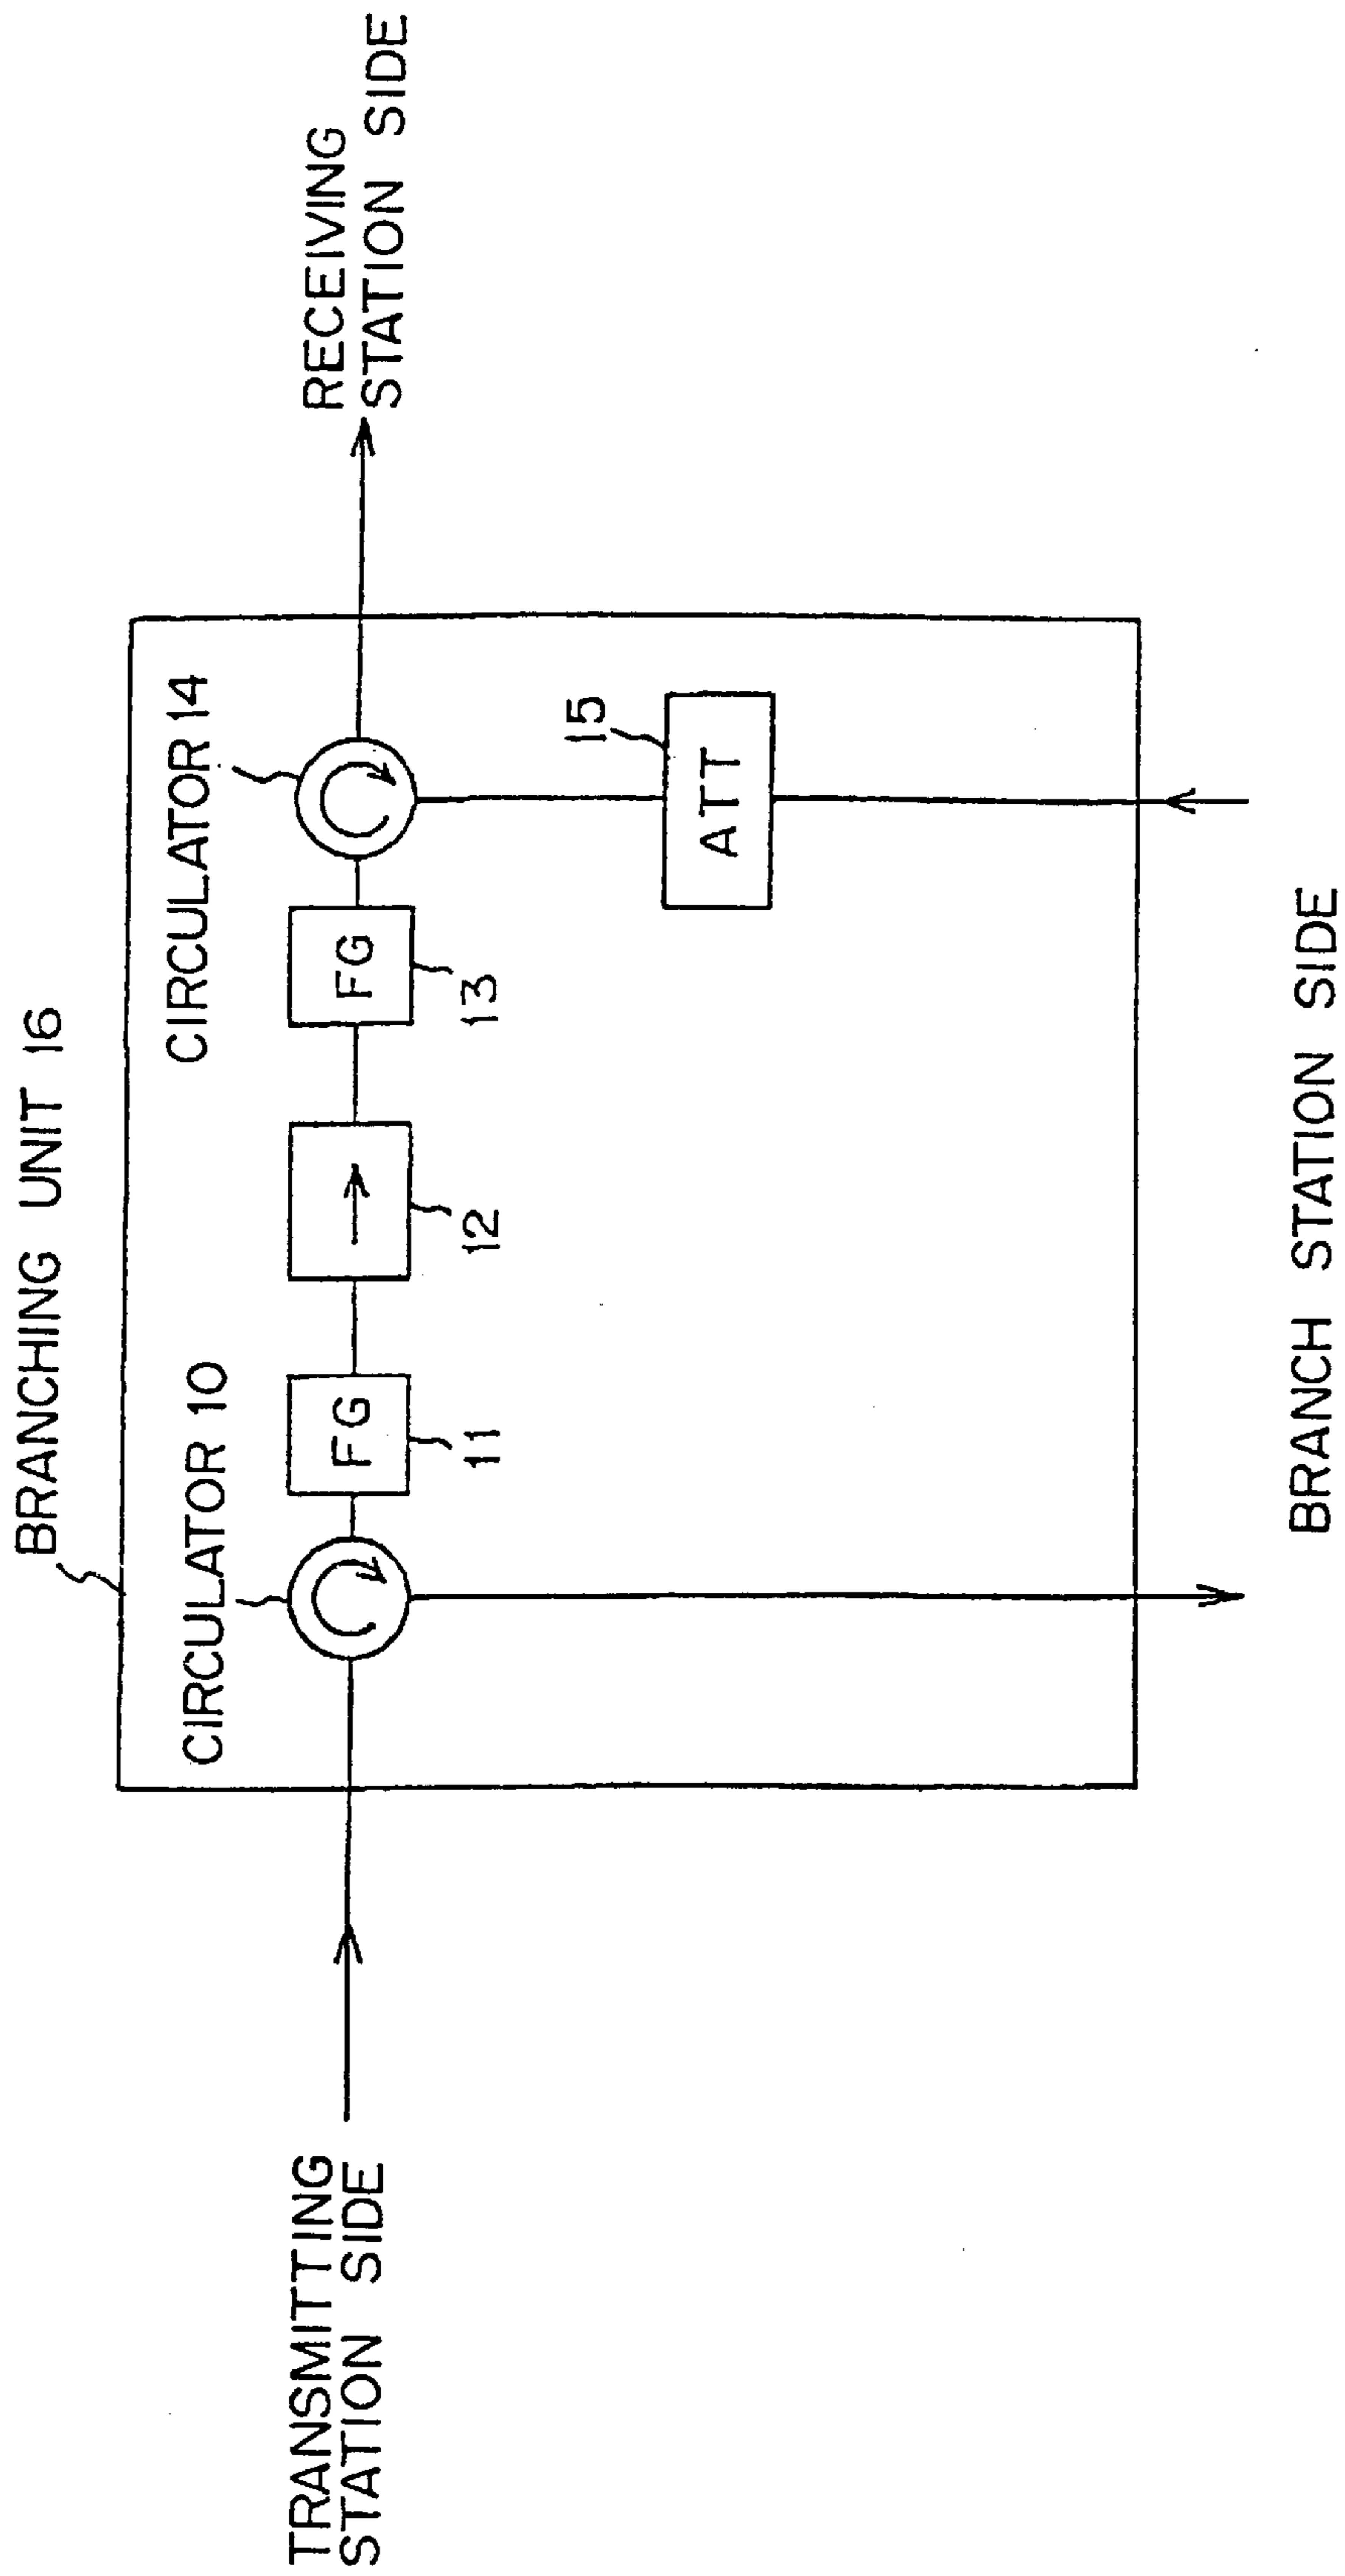 BRANCHING UNIT 16
CIRCULATOR 10
CIRCULATOR 14
TRANSMITTING
STATION SIDE
RECEIVING
STATION SIDE
FG
FG
11
12
13
15
ATT
BRANCH STATION SIDE